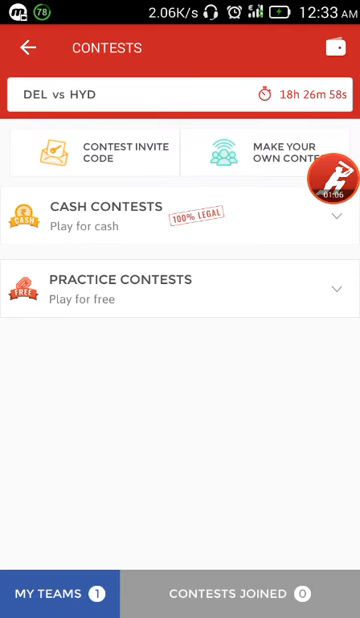 78
2.06K/s
12:33 AM
CONTESTS
DEL vs HYD
18h 26m 58s
CONTEST INVITE
CODE
MAKE YOUR
OWN CONTE
01:06
CASH
CASH CONTESTS
100% LEGAL
Play for cash
FREE
PRACTICE CONTESTS
Play for free
MY TEAMS 1
CONTESTS JOINED 0